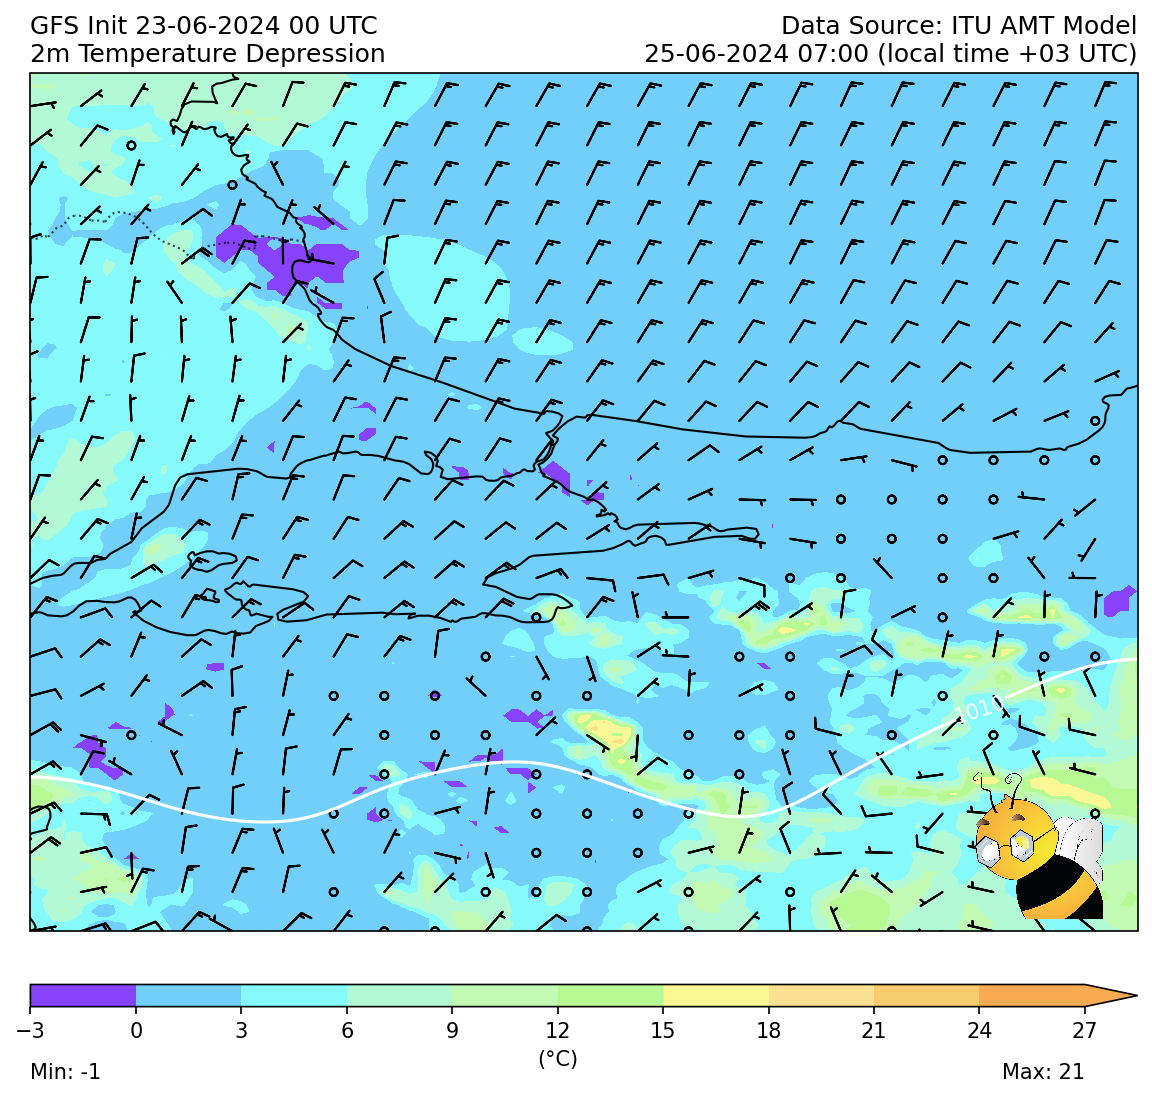 GFS Init 23-06-2024 00 UTC
Data Source: ITU AMT Model
2m Temperature Depression
25-06-2024 07:00 (local time +03 UTC)
1010
−3 0 3 6 9 12 15 18 21 24 27
(°C)
Min: -1
Max: 21